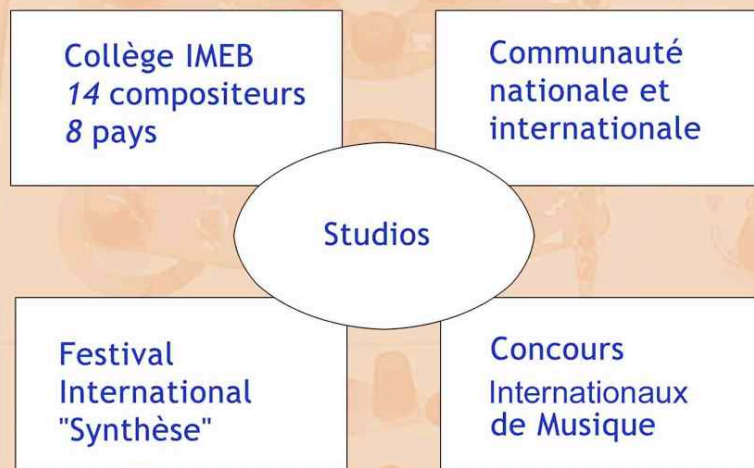 Collège IMEB
14 compositeurs
8 pays
Communauté
nationale et
internationale
Studios
Festival
International
"Synthèse"
Concours
Internationaux
de Musique